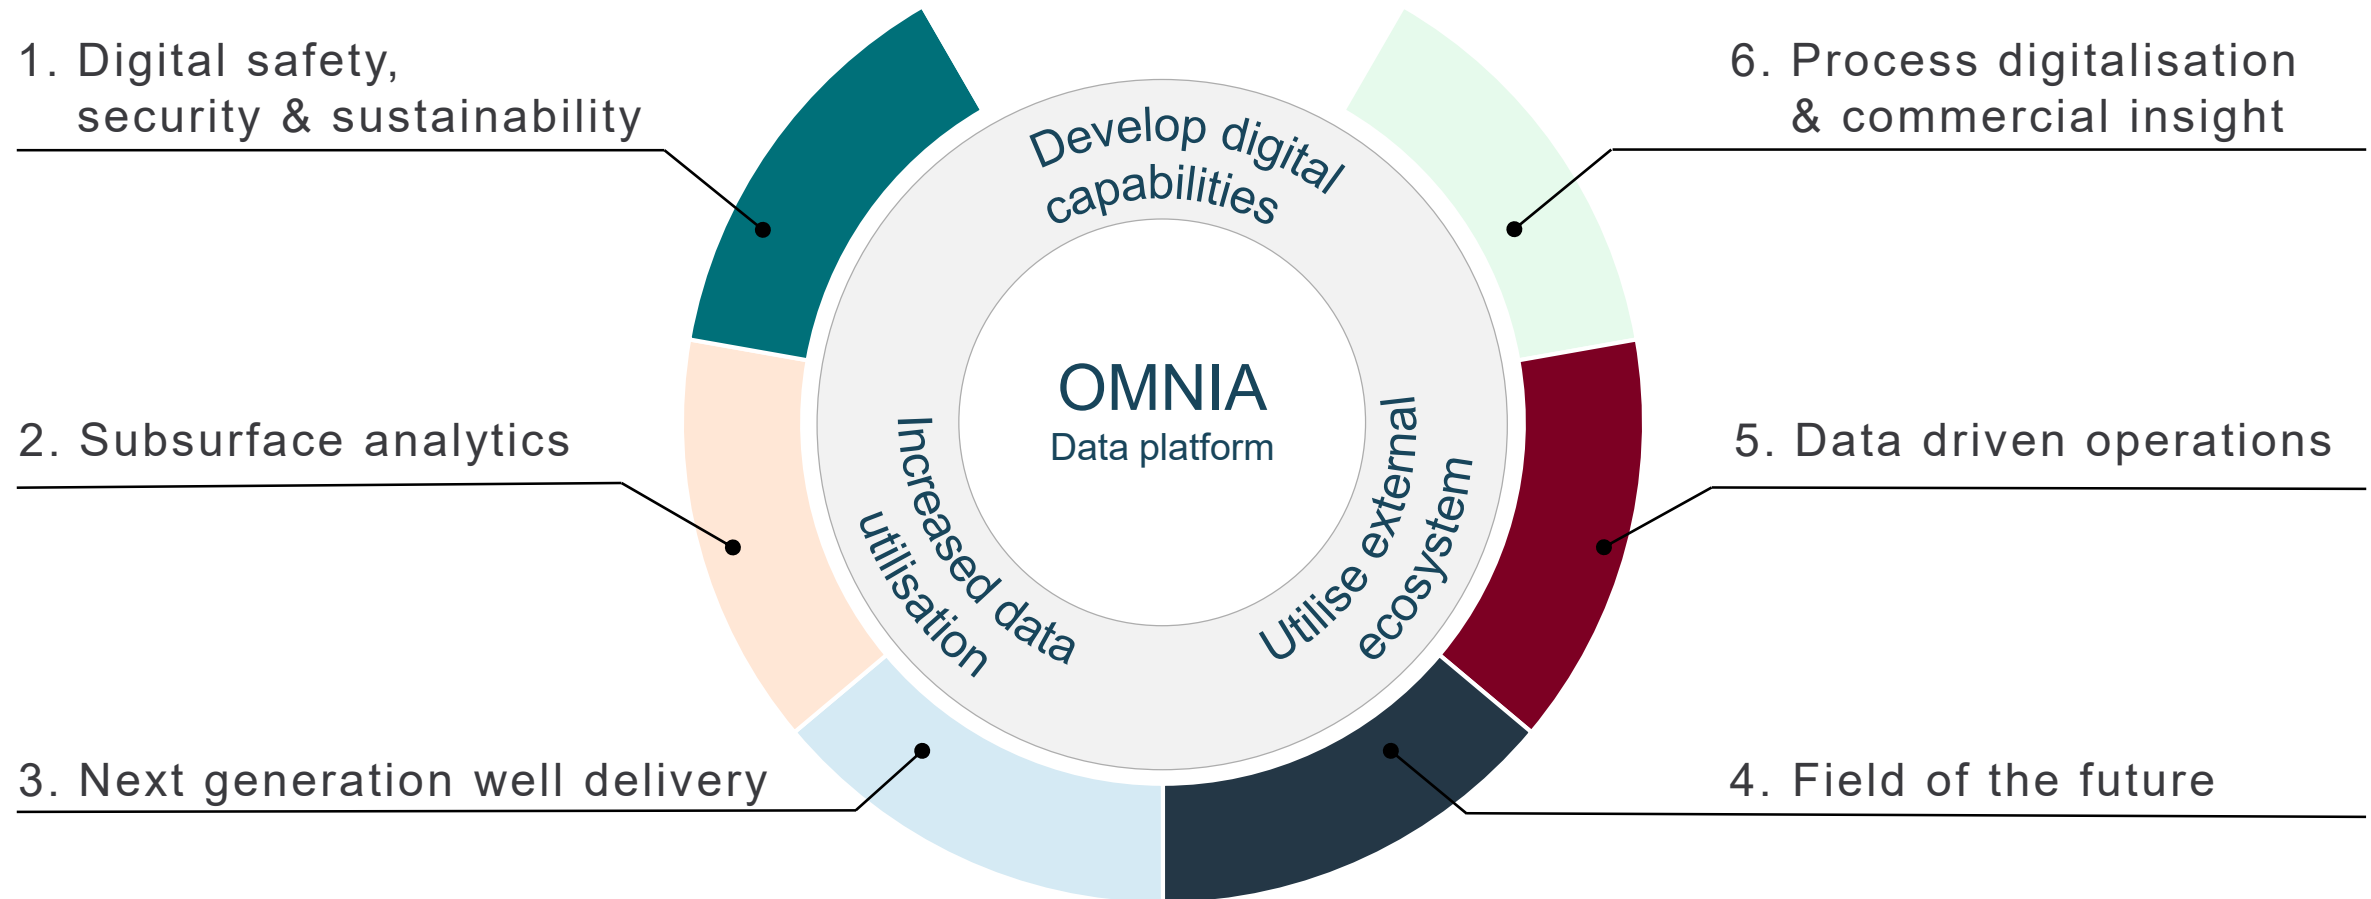 1. Digital safety,
security & sustainability
2. Subsurface analytics
3. Next generation well delivery
Develop digital
capabilities
OMNIA
Data platform
Increased data
utilisation
Utilise external
ecosystem
6. Process digitalisation
& commercial insight
5. Data driven operations
4. Field of the future